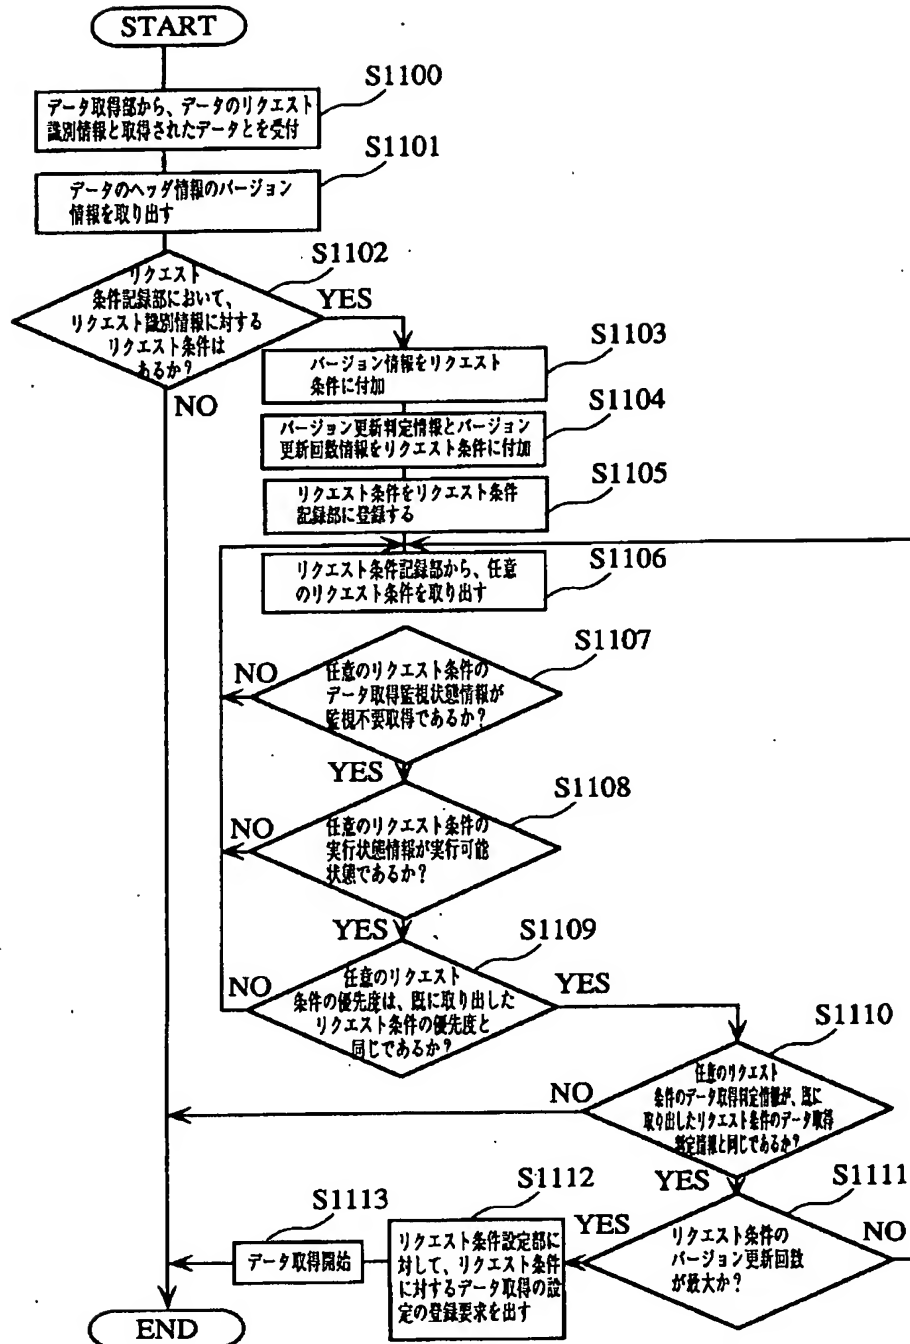 START
S1100
データ取得部から、データのリクエスト
識別情報と取得されたデータとを受付
S1101
データのヘッダ情報のバージョン
情報を取り出す
S1102
リクエスト
条件記録部において、
リクエスト識別情報に対する
リクエスト条件は
あるか?
YES
NO
S1103
バージョン情報をリクエスト
条件に付加
S1104
バージョン更新判定情報とバージョン
更新回数情報をリクエスト条件に付加
S1105
リクエスト条件をリクエスト条件
記録部に登録する
S1106
リクエスト条件記録部から、任意
のリクエスト条件を取り出す
S1107
NO
任意のリクエスト条件の
データ取得監視状態情報が
監視不要取得であるか?
YES
S1108
NO
任意のリクエスト条件の
実行状態情報が実行可能
状態であるか?
YES
S1109
NO
任意のリクエスト
条件の優先度は、既に取り出した
リクエスト条件の優先度と
同じであるか?
YES
S1110
NO
任意のリクエスト
条件のデータ取得判定情報が、既に
取り出したリクエスト条件のデータ取得
判定情報と同じであるか?
YES
S1111
リクエスト条件の
バージョン更新回数
が最大か?
NO
YES
S1112
リクエスト条件設定部に
対して、リクエスト条件
に対するデータ取得の設
定の登録要求を出す
S1113
データ取得開始
END